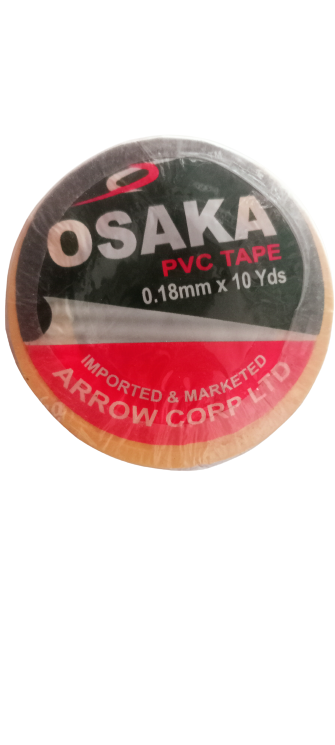 OSAKA
PVC TAPE
0.18mm x 10 Yds
IMPORTED & MARKETED
ARROW CORP LTD